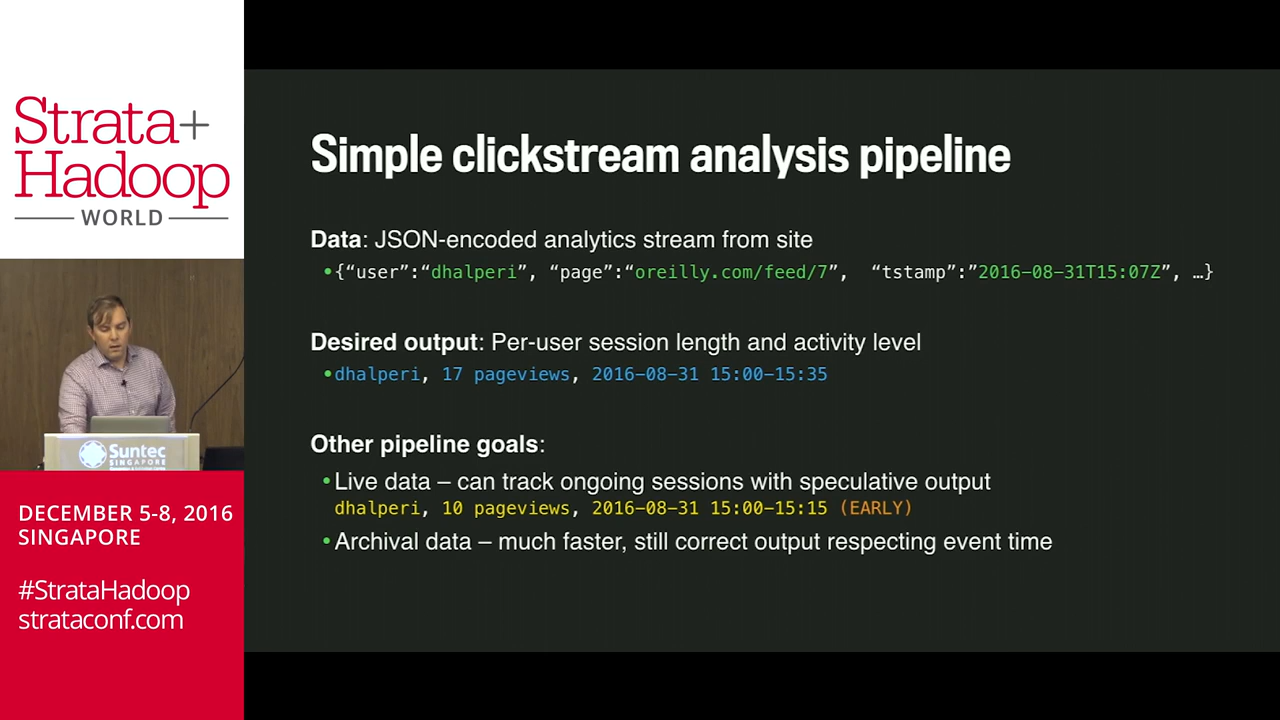 Strata+
Hadoop
WORLD
Suntec
SINGAPORE
DECEMBER 5-8, 2016
SINGAPORE
#StrataHadoop
strataconf.com
Simple clickstream analysis pipeline
Data: JSON-encoded analytics stream from site
•{“user”:“dhalperi”, “page”:“oreilly.com/feed/7”, “tstamp”:”2016-08-31T15:07Z”, …}
Desired output: Per-user session length and activity level
•dhalperi, 17 pageviews, 2016-08-31 15:00-15:35
Other pipeline goals:
•Live data – can track ongoing sessions with speculative output
dhalperi, 10 pageviews, 2016-08-31 15:00-15:15 (EARLY)
•Archival data – much faster, still correct output respecting event time